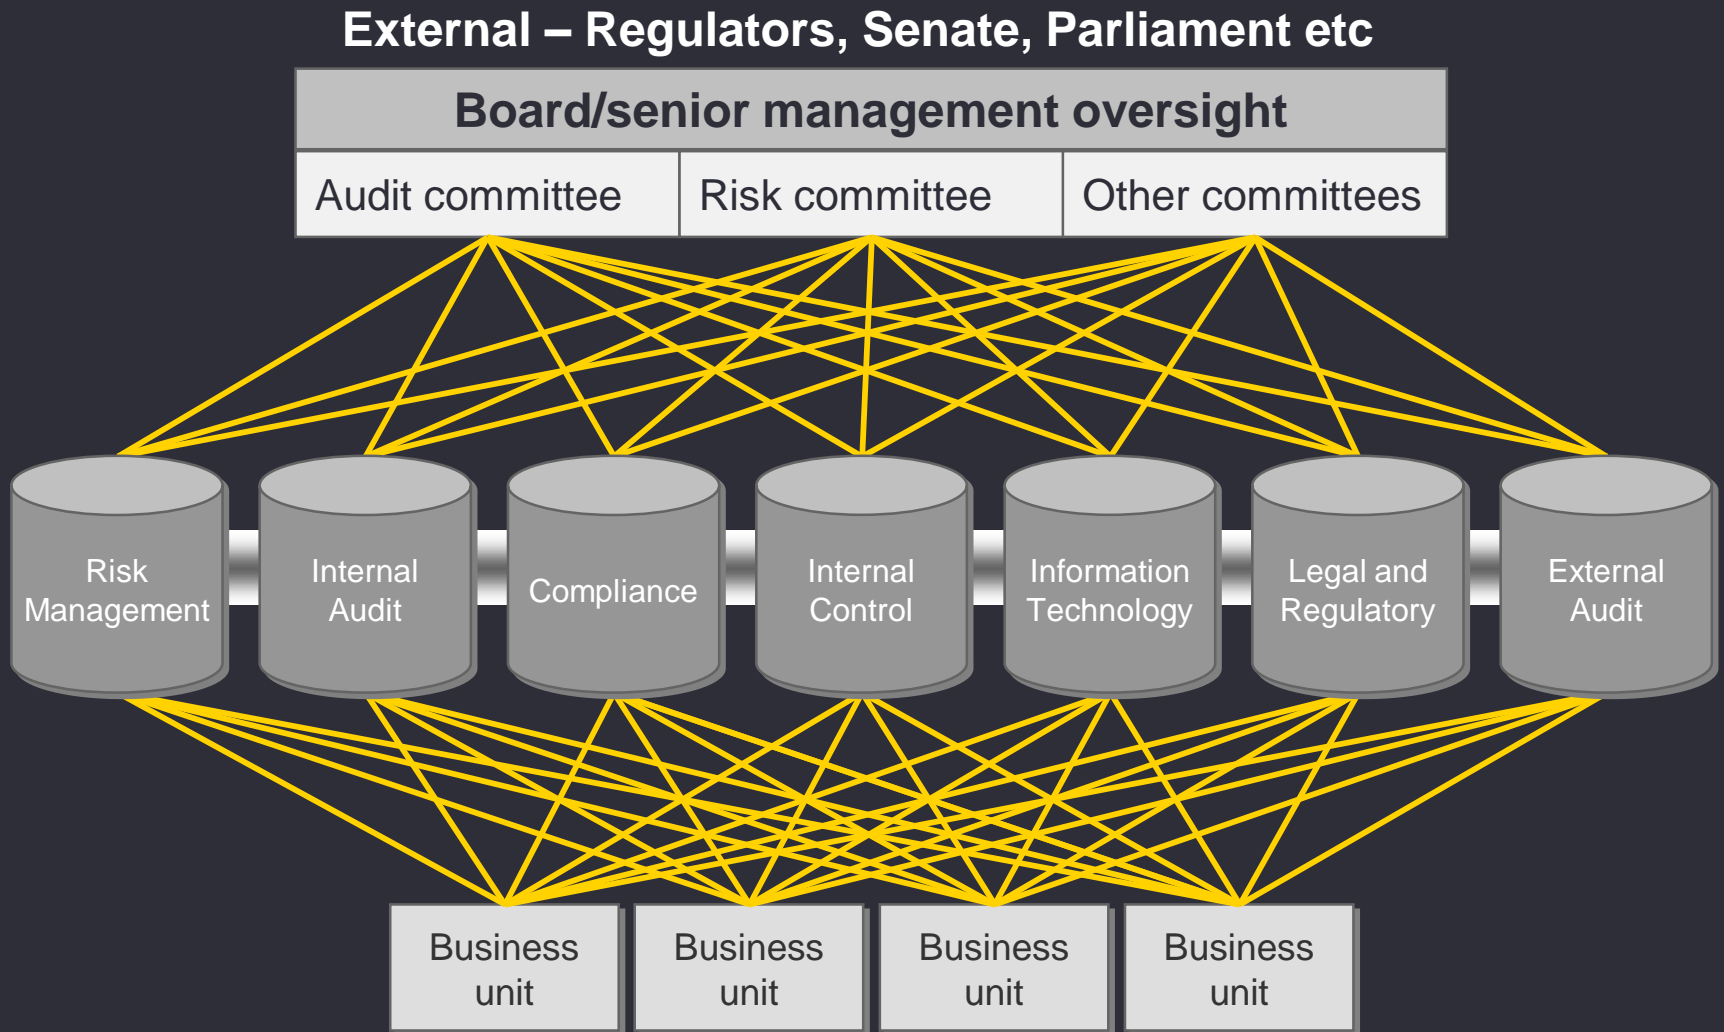 External – Regulators, Senate, Parliament etc
Board/senior management oversight
Audit committee
Risk committee
Other committees
Risk
Management
Internal
Audit
Compliance
Internal
Control
Information
Technology
Legal and
Regulatory
External
Audit
Business
unit
Business
unit
Business
unit
Business
unit